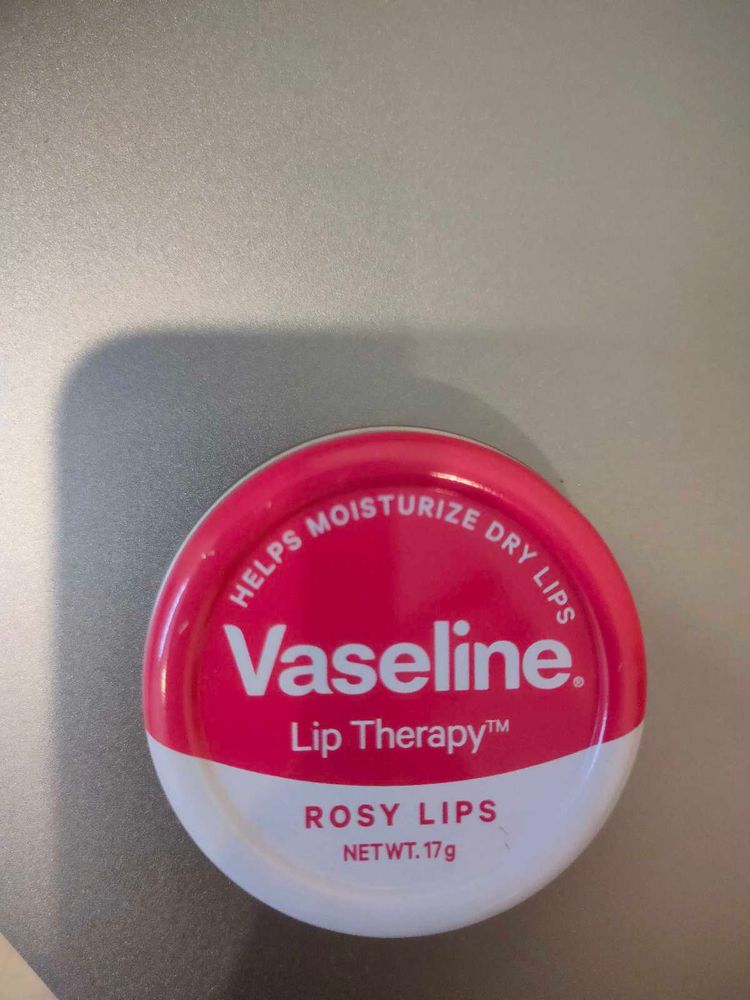 HELPS MOISTURIZE DRY LIPS
Vaseline®
Lip Therapy™
ROSY LIPS
NET WT. 17g